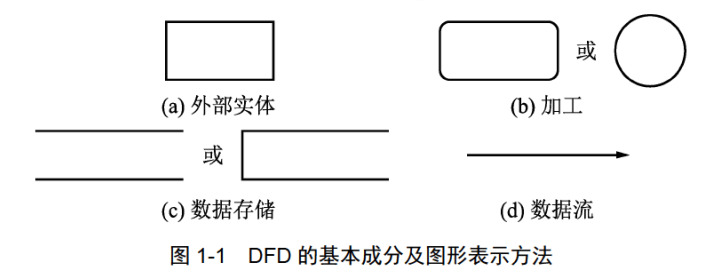 或
(a) 外部实体
(b) 加工
或
(c) 数据存储
(d) 数据流
图 1-1 DFD 的基本成分及图形表示方法